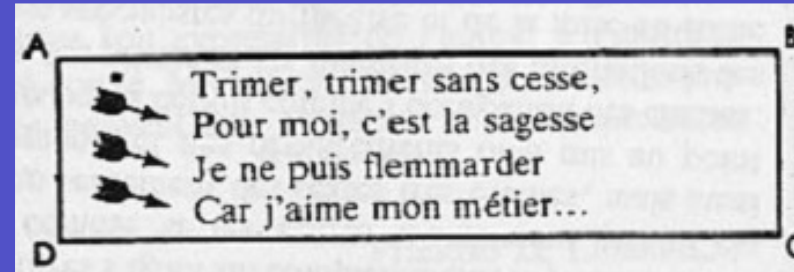 A B
Trimer, trimer sans cesse,
Pour moi, c'est la sagesse
Je ne puis flemmarder
Car j'aime mon métier...
D C